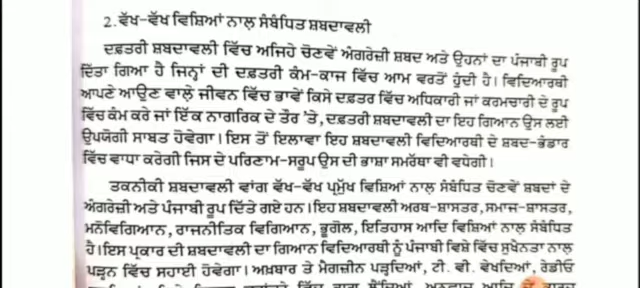 2. ਵੱਖ-ਵੱਖ ਵਿਸ਼ਿਆਂ ਨਾਲ਼ ਸੰਬੰਧਿਤ ਸ਼ਬਦਾਵਲੀ
ਦਫ਼ਤਰੀ ਸ਼ਬਦਾਵਲੀ ਵਿੱਚ ਅਜਿਹੇ ਚੋਣਵੇਂ ਅੰਗਰੇਜ਼ੀ ਸ਼ਬਦ ਅਤੇ ਉਹਨਾਂ ਦਾ ਪੰਜਾਬੀ ਰੂਪ
ਦਿੱਤਾ ਗਿਆ ਹੈ ਜਿਨ੍ਹਾਂ ਦੀ ਦਫ਼ਤਰੀ ਕੰਮ-ਕਾਜ ਵਿੱਚ ਆਮ ਵਰਤੋਂ ਹੁੰਦੀ ਹੈ। ਵਿਦਿਆਰਥੀ
ਆਪਣੇ ਆਉਣ ਵਾਲ਼ੇ ਜੀਵਨ ਵਿੱਚ ਭਾਵੇਂ ਕਿਸੇ ਦਫ਼ਤਰ ਵਿੱਚ ਅਧਿਕਾਰੀ ਜਾਂ ਕਰਮਚਾਰੀ ਦੇ ਰੂਪ
ਵਿੱਚ ਕੰਮ ਕਰੇ ਜਾਂ ਇੱਕ ਨਾਗਰਿਕ ਦੇ ਤੌਰ 'ਤੇ, ਦਫ਼ਤਰੀ ਸ਼ਬਦਾਵਲੀ ਦਾ ਇਹ ਗਿਆਨ ਉਸ ਲਈ
ਉਪਯੋਗੀ ਸਾਬਤ ਹੋਵੇਗਾ। ਇਸ ਤੋਂ ਇਲਾਵਾ ਇਹ ਸ਼ਬਦਾਵਲੀ ਵਿਦਿਆਰਥੀ ਦੇ ਸ਼ਬਦ-ਭੰਡਾਰ
ਵਿੱਚ ਵਾਧਾ ਕਰੇਗੀ ਜਿਸ ਦੇ ਪਰਿਣਾਮ-ਸਰੂਪ ਉਸ ਦੀ ਭਾਸ਼ਾ ਸਮਰੱਥਾ ਵੀ ਵਧੇਗੀ।
ਤਕਨੀਕੀ ਸ਼ਬਦਾਵਲੀ ਵਾਂਗ ਵੱਖ-ਵੱਖ ਪ੍ਰਮੁੱਖ ਵਿਸ਼ਿਆਂ ਨਾਲ਼ ਸੰਬੰਧਿਤ ਚੋਣਵੇਂ ਸ਼ਬਦਾਂ ਦੇ
ਅੰਗਰੇਜ਼ੀ ਅਤੇ ਪੰਜਾਬੀ ਰੂਪ ਦਿੱਤੇ ਗਏ ਹਨ। ਇਹ ਸ਼ਬਦਾਵਲੀ ਅਰਥ-ਸ਼ਾਸਤਰ, ਸਮਾਜ-ਸ਼ਾਸਤਰ,
ਮਨੋਵਿਗਿਆਨ, ਰਾਜਨੀਤਿਕ ਵਿਗਿਆਨ, ਭੂਗੋਲ, ਇਤਿਹਾਸ ਆਦਿ ਵਿਸ਼ਿਆਂ ਨਾਲ਼ ਸੰਬੰਧਿਤ
ਹੈ। ਇਸ ਪ੍ਰਕਾਰ ਦੀ ਸ਼ਬਦਾਵਲੀ ਦਾ ਗਿਆਨ ਵਿਦਿਆਰਥੀ ਨੂੰ ਪੰਜਾਬੀ ਵਿਸ਼ੇ ਵਿੱਚ ਸੁਖੈਨਤਾ ਨਾਲ਼
ਪੜ੍ਹਨ ਵਿੱਚ ਸਹਾਈ ਹੋਵੇਗਾ। ਅਖ਼ਬਾਰ ਤੇ ਮੈਗਜ਼ੀਨ ਪੜ੍ਹਦਿਆਂ, ਟੀ. ਵੀ. ਵੇਖਦਿਆਂ, ਰੇਡੀਓ
ਵਿੱਚ ਭਾਗ ਲੈਂਦਿਆਂ, ਅਨੁਵਾਦ ਆਦਿ